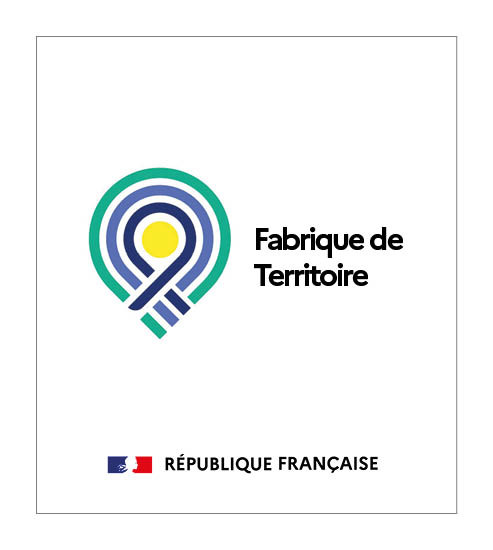 Fabrique de
Territoire
RÉPUBLIQUE FRANÇAISE